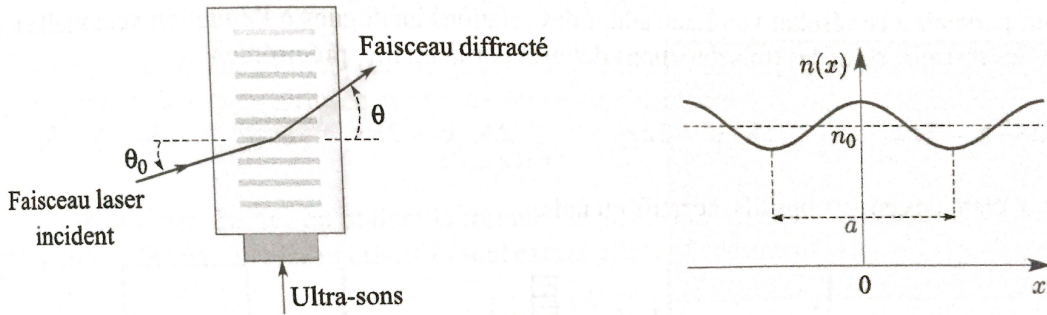 Faisceau diffracté
θ
θ₀
Faisceau laser
incident
Ultra-sons
n(x)
n₀
a
0
x